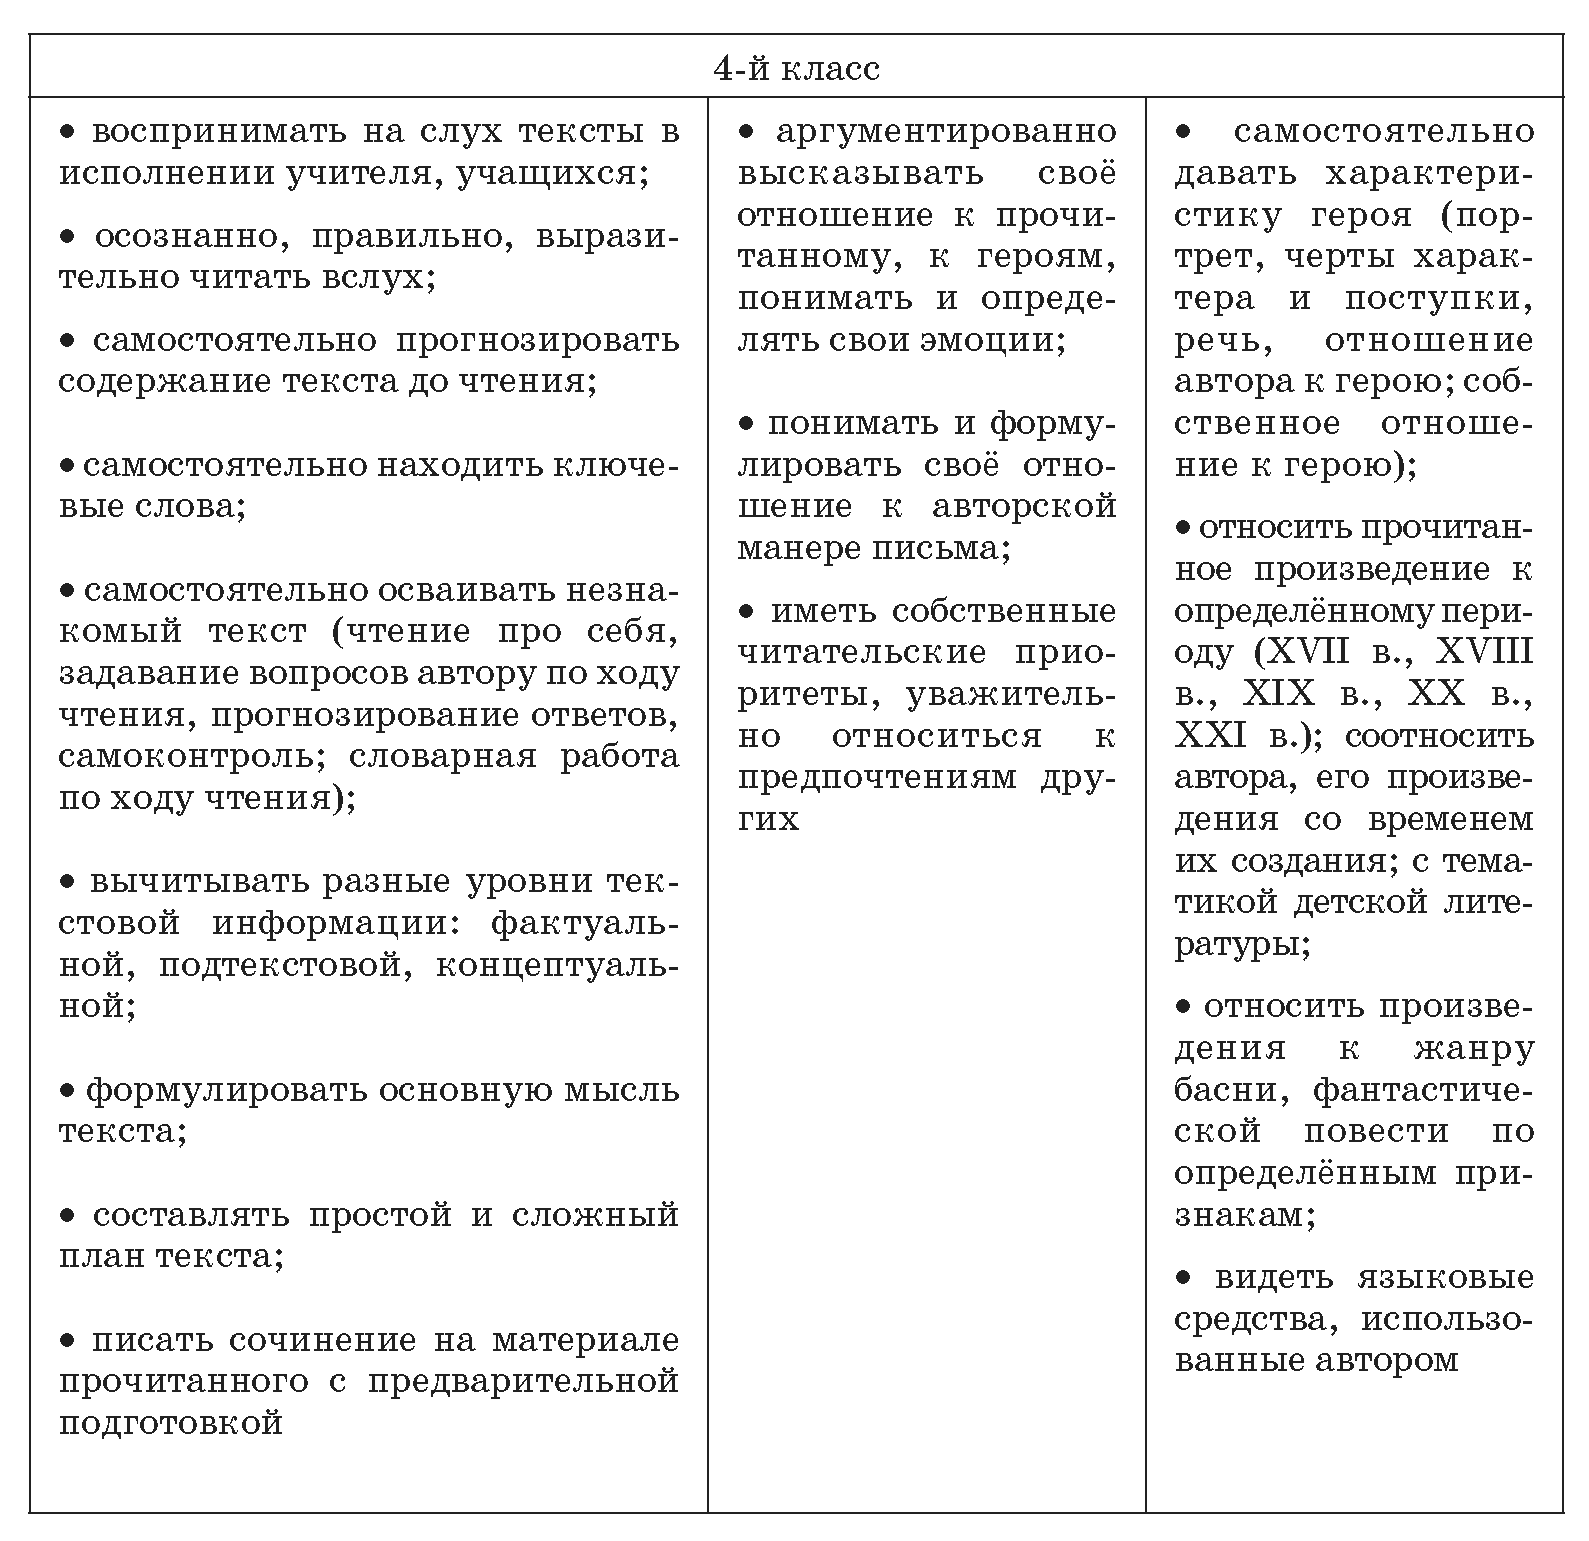 4-й класс
• воспринимать на слух тексты в
исполнении учителя, учащихся;
• осознанно, правильно, вырази-
тельно читать вслух;
• самостоятельно прогнозировать
содержание текста до чтения;
• самостоятельно находить ключе-
вые слова;
• самостоятельно осваивать незна-
комый текст (чтение про себя,
задавание вопросов автору по ходу
чтения, прогнозирование ответов,
самоконтроль; словарная работа
по ходу чтения);
• вычитывать разные уровни тек-
стовой информации: фактуаль-
ной, подтекстовой, концептуаль-
ной;
• формулировать основную мысль
текста;
• составлять простой и сложный
план текста;
• писать сочинение на материале
прочитанного с предварительной
подготовкой
• аргументированно
высказывать своё
отношение к прочи-
танному, к героям,
понимать и опреде-
лять свои эмоции;
• понимать и форму-
лировать своё отно-
шение к авторской
манере письма;
• иметь собственные
читательские прио-
ритеты, уважитель-
но относиться к
предпочтениям дру-
гих
• самостоятельно
давать характери-
стику героя (пор-
трет, черты харак-
тера и поступки,
речь, отношение
автора к герою; соб-
ственное отноше-
ние к герою);
• относить прочитан-
ное произведение к
определённому пери-
оду (XVII в., XVIII
в., XIX в., XX в.,
XXI в.); соотносить
автора, его произве-
дения со временем
их создания; с тема-
тикой детской лите-
ратуры;
• относить произве-
дения к жанру
басни, фантастиче-
ской повести по
определённым при-
знакам;
• видеть языковые
средства, использо-
ванные автором